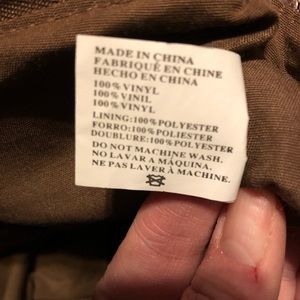 MADE IN CHINA
FABRIQUÉ EN CHINE
HECHO EN CHINA
100%VINYL
100%VINIL
100%VINYL
LINING:100%POLYESTER
FORRO:100%POLIESTER
DOUBLURE:100%POLYESTER
DO NOT MACHINE WASH.
NO LAVAR A MÁQUINA.
NE PAS LAVER À MACHINE.